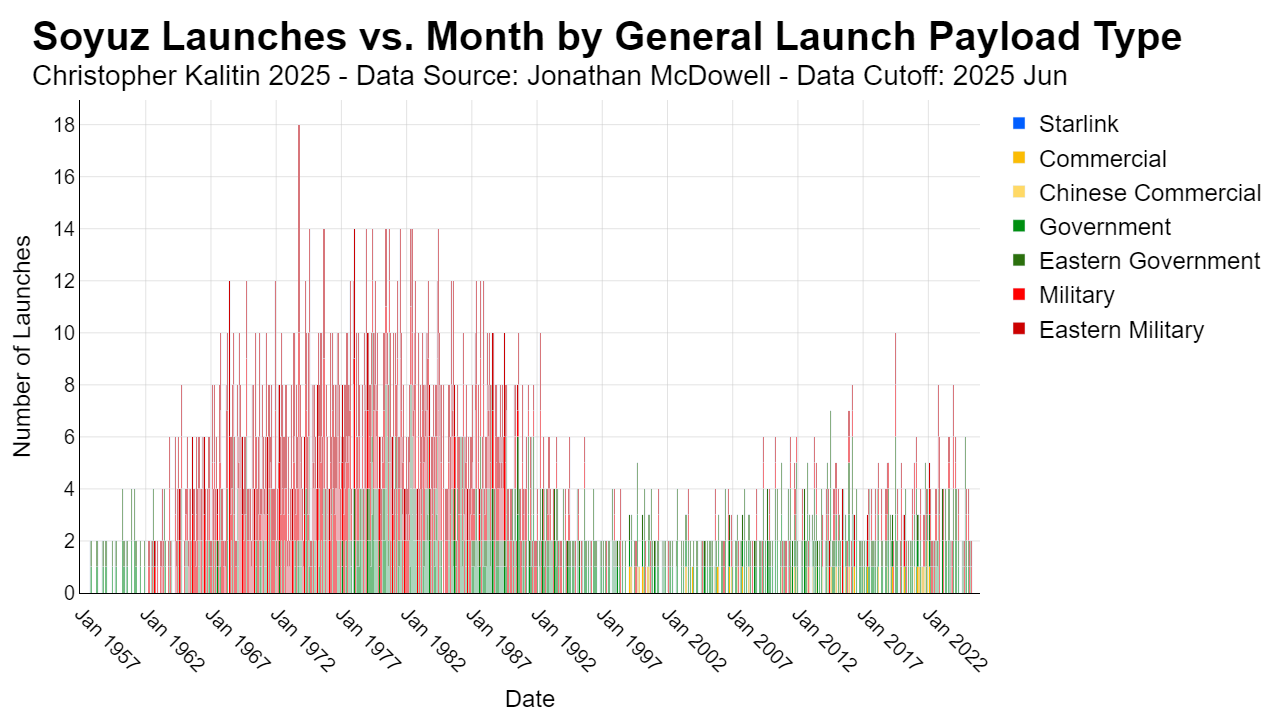 Soyuz Launches vs. Month by General Launch Payload Type
Christopher Kalitin 2025 - Data Source: Jonathan McDowell - Data Cutoff: 2025 Jun
Number of Launches
18
16
14
12
10
8
6
4
2
0
Jan 1957
Jan 1962
Jan 1967
Jan 1972
Jan 1977
Jan 1982
Jan 1987
Jan 1992
Jan 1997
Jan 2002
Jan 2007
Jan 2012
Jan 2017
Jan 2022
Date
Starlink
Commercial
Chinese Commercial
Government
Eastern Government
Military
Eastern Military